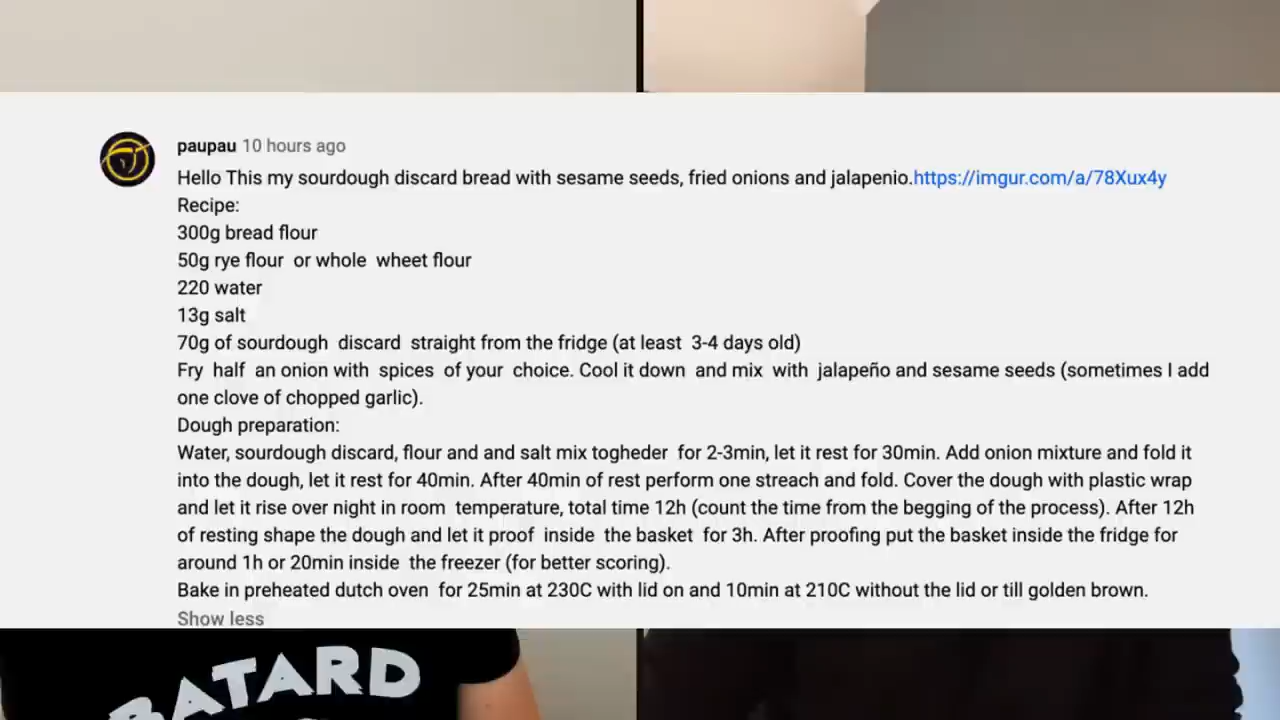 paupau 10 hours ago
Hello This my sourdough discard bread with sesame seeds, fried onions and jalapenio.https://imgur.com/a/78Xux4y
Recipe:
300g bread flour
50g rye flour or whole wheet flour
220 water
13g salt
70g of sourdough discard straight from the fridge (at least 3-4 days old)
Fry half an onion with spices of your choice. Cool it down and mix with jalapeño and sesame seeds (sometimes I add
one clove of chopped garlic).
Dough preparation:
Water, sourdough discard, flour and and salt mix togheder for 2-3min, let it rest for 30min. Add onion mixture and fold it
into the dough, let it rest for 40min. After 40min of rest perform one streach and fold. Cover the dough with plastic wrap
and let it rise over night in room temperature, total time 12h (count the time from the begging of the process). After 12h
of resting shape the dough and let it proof inside the basket for 3h. After proofing put the basket inside the fridge for
around 1h or 20min inside the freezer (for better scoring).
Bake in preheated dutch oven for 25min at 230C with lid on and 10min at 210C without the lid or till golden brown.
Show less
BATARD